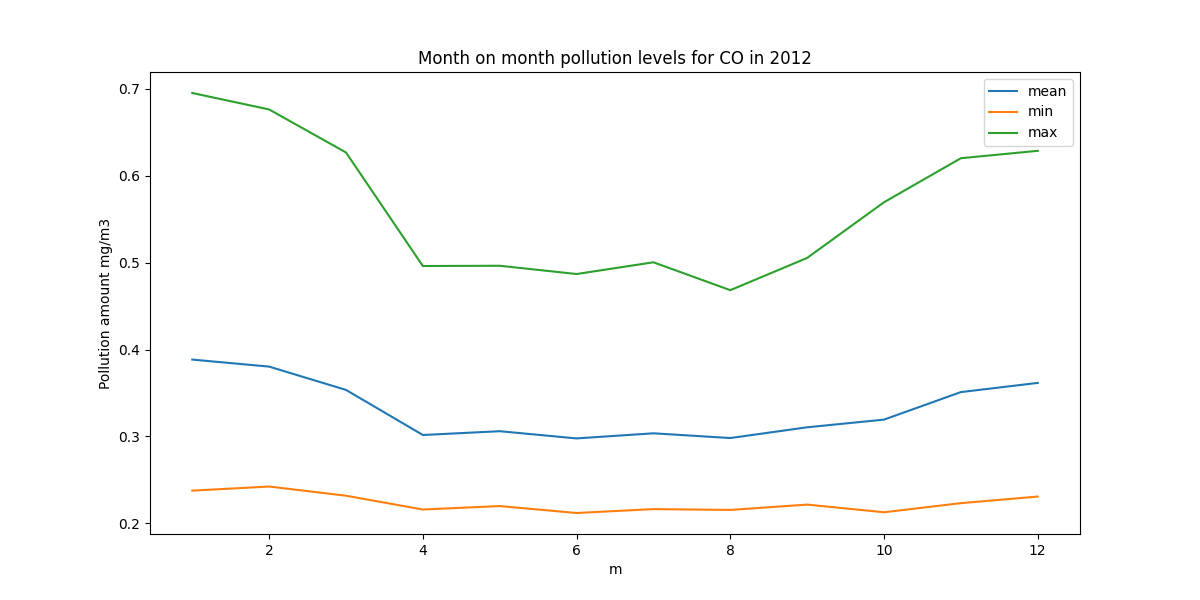 Month on month pollution levels for CO in 2012
mean
min
max
0.7
0.6
0.5
0.4
0.3
0.2
Pollution amount mg/m3
2 4 6 8 10 12
m